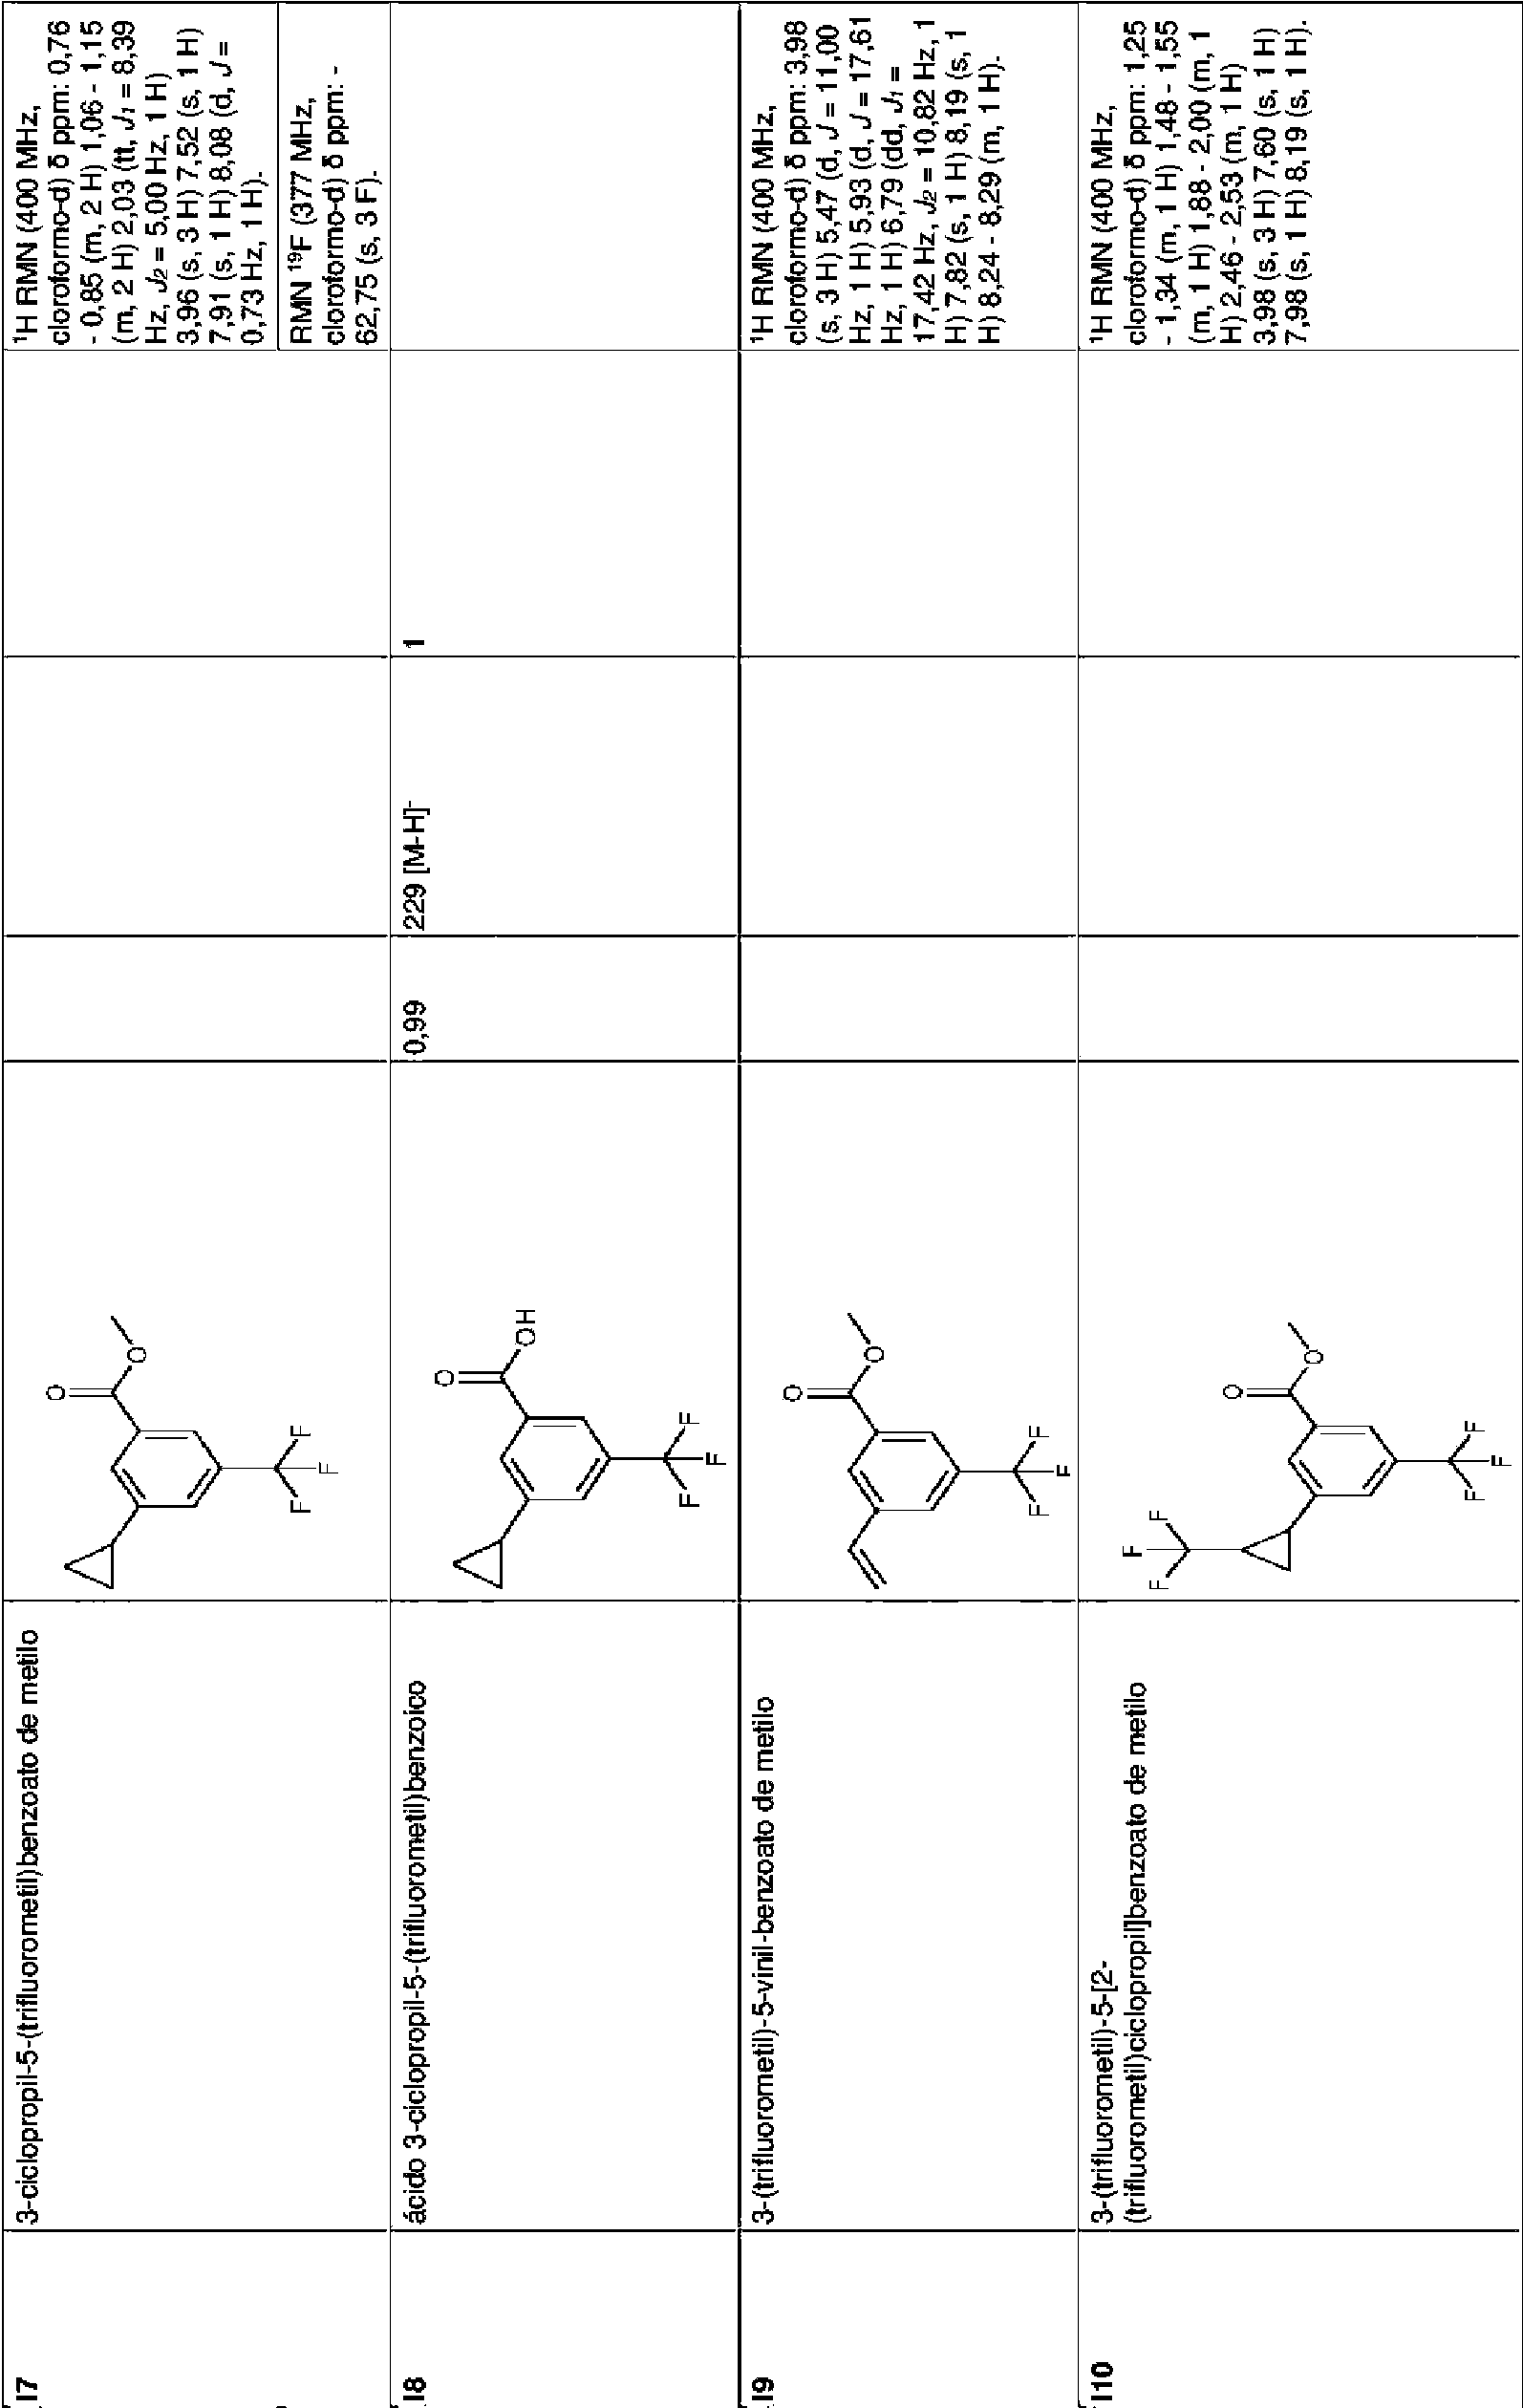 I7
3-ciclopropil-5-(trifluorometil)benzoato de metilo
O
O
F
F
F
¹H RMN (400 MHz,
cloroformo-d) δ ppm: 0,76
- 0,85 (m, 2 H) 1,06 - 1,15
(m, 2 H) 2,03 (tt, J₁ = 8,39
Hz, J₂ = 5,00 Hz, 1 H)
3,96 (s, 3 H) 7,52 (s, 1 H)
7,91 (s, 1 H) 8,08 (d, J =
0,73 Hz, 1 H).
RMN ¹⁹F (377 MHz,
cloroformo-d) δ ppm: -
62,75 (s, 3 F).
I8
ácido 3-ciclopropil-5-(trifluorometil)benzoico
O
OH
F
F
F
0,99
229 [M-H]⁻
1
I9
3-(trifluorometil)-5-vinil-benzoato de metilo
O
O
F
F
F
¹H RMN (400 MHz,
cloroformo-d) δ ppm: 3,98
(s, 3 H) 5,47 (d, J = 11,00
Hz, 1 H) 5,93 (d, J = 17,61
Hz, 1 H) 6,79 (dd, J₁ =
17,42 Hz, J₂ = 10,82 Hz, 1
H) 7,82 (s, 1 H) 8,19 (s, 1
H) 8,24 - 8,29 (m, 1 H).
I10
3-(trifluorometil)-5-[2-
(trifluorometil)ciclopropil]benzoato de metilo
F
F
F
O
O
F
F
F
¹H RMN (400 MHz,
cloroformo-d) δ ppm: 1,25
- 1,34 (m, 1 H) 1,48 - 1,55
(m, 1 H) 1,88 - 2,00 (m, 1
H) 2,46 - 2,53 (m, 1 H)
3,98 (s, 3 H) 7,60 (s, 1 H)
7,98 (s, 1 H) 8,19 (s, 1 H).